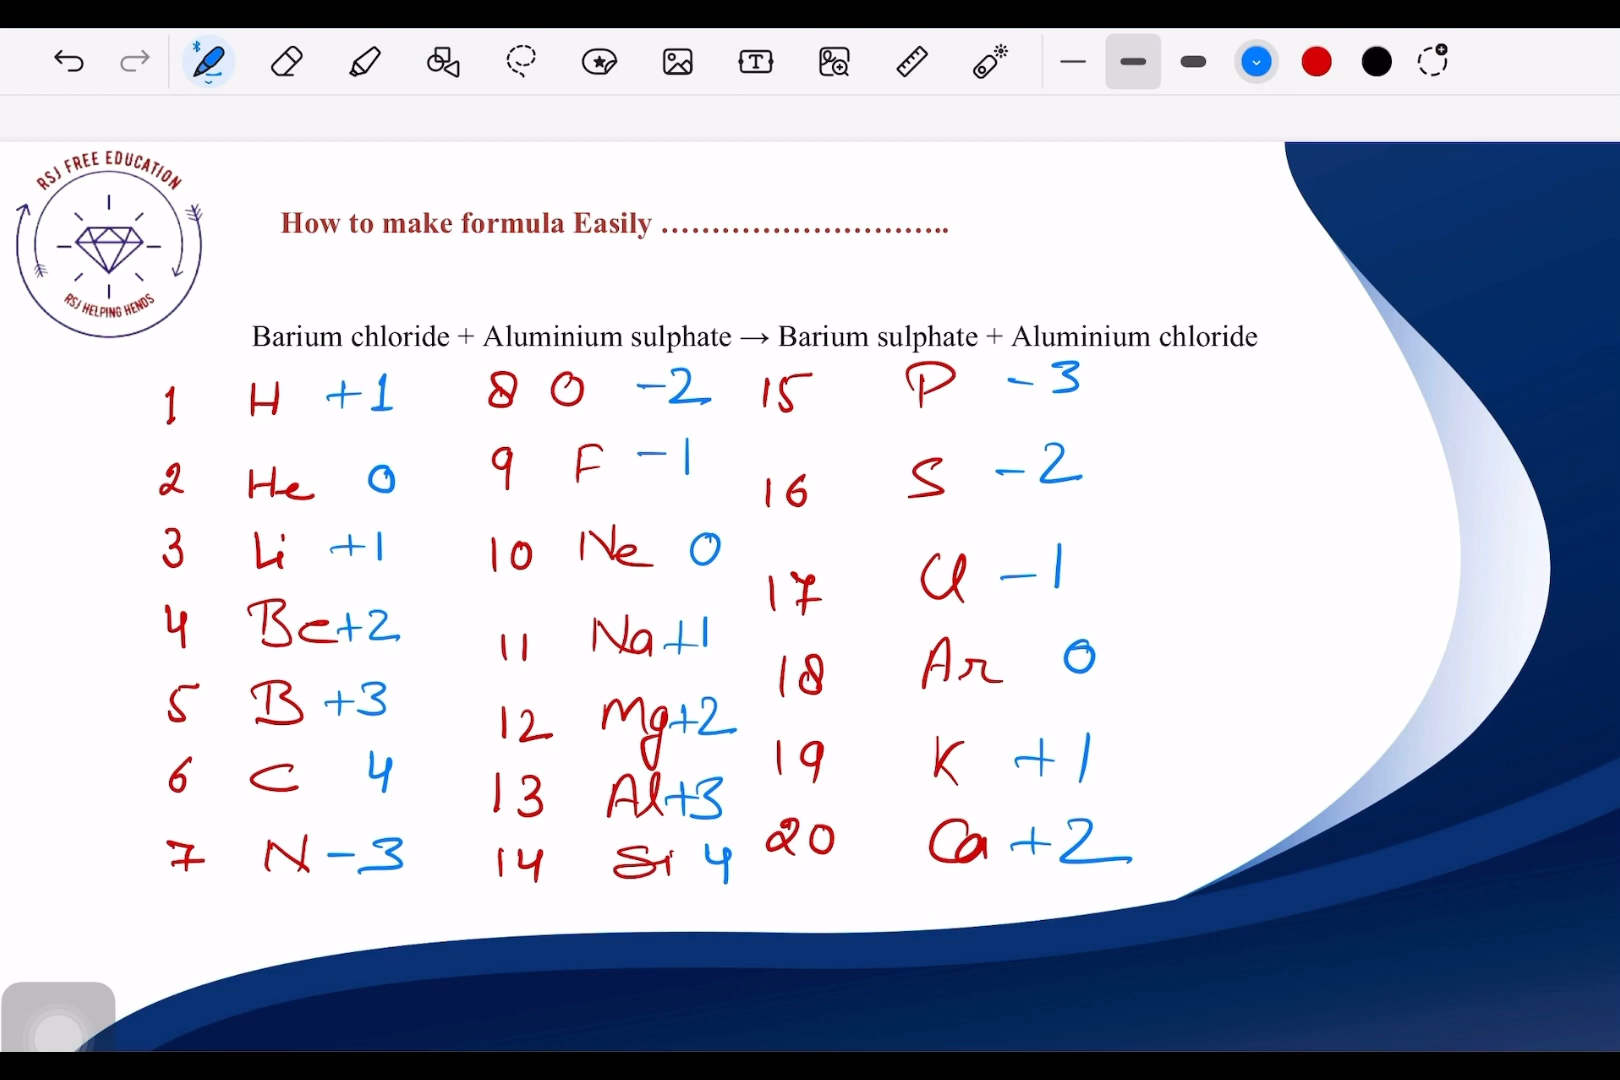 RSJ FREE EDUCATION
RSJ HELPING HENDS
How to make formula Easily ................................
Barium chloride + Aluminium sulphate → Barium sulphate + Aluminium chloride
1 H +1 8 O -2 15 P -3
2 He 0 9 F -1 16 S -2
3 Li +1 10 Ne 0 17 Cl -1
4 Be +2 11 Na +1 18 Ar 0
5 B +3 12 Mg +2 19 K +1
6 C 4 13 Al +3 20 Ca +2
7 N -3 14 Si 4